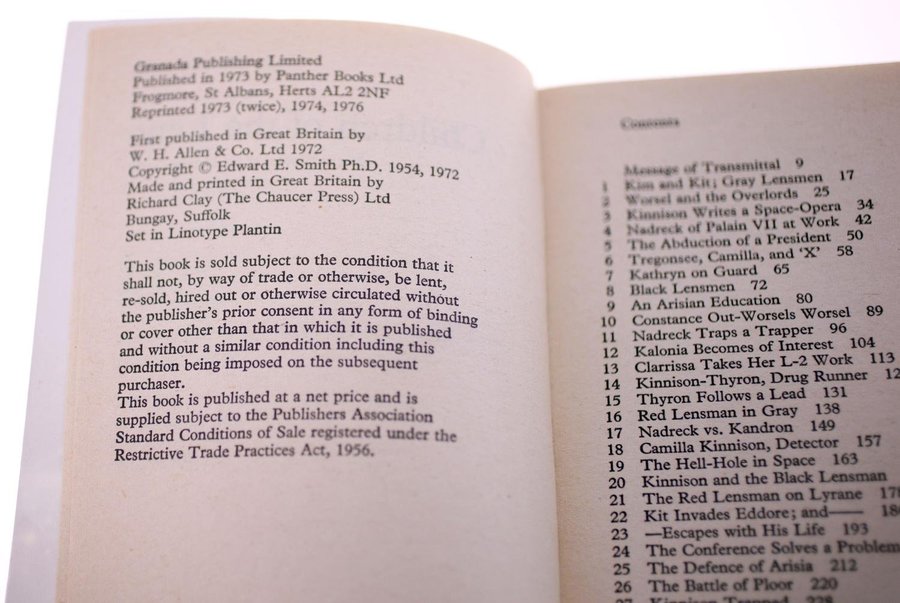 Granada Publishing Limited
Published in 1973 by Panther Books Ltd
Frogmore, St Albans, Herts AL2 2NF
Reprinted 1973 (twice), 1974, 1976
First published in Great Britain by
W. H. Allen & Co. Ltd 1972
Copyright © Edward E. Smith Ph.D. 1954, 1972
Made and printed in Great Britain by
Richard Clay (The Chaucer Press) Ltd
Bungay, Suffolk
Set in Linotype Plantin
This book is sold subject to the condition that it
shall not, by way of trade or otherwise, be lent,
re-sold, hired out or otherwise circulated without
the publisher's prior consent in any form of binding
or cover other than that in which it is published
and without a similar condition including this
condition being imposed on the subsequent
purchaser.
This book is published at a net price and is
supplied subject to the Publishers Association
Standard Conditions of Sale registered under the
Restrictive Trade Practices Act, 1956.
Contents
Message of Transmittal 9
1 Kim and Kit; Gray Lensmen 17
2 Worsel and the Overlords 25
3 Kinnison Writes a Space-Opera 34
4 Nadreck of Palain VII at Work 42
5 The Abduction of a President 50
6 Tregonsee, Camilla, and 'X' 58
7 Kathryn on Guard 65
8 Black Lensmen 72
9 An Arisian Education 80
10 Constance Out-Worsels Worsel 89
11 Nadreck Traps a Trapper 96
12 Kalonia Becomes of Interest 104
13 Clarrissa Takes Her L-2 Work 113
14 Kinnison-Thyron, Drug Runner 12
15 Thyron Follows a Lead 131
16 Red Lensman in Gray 138
17 Nadreck vs. Kandron 149
18 Camilla Kinnison, Detector 157
19 The Hell-Hole in Space 163
20 Kinnison and the Black Lensman
21 The Red Lensman on Lyrane 17
22 Kit Invades Eddore; and—— 18
23 —Escapes with His Life 193
24 The Conference Solves a Problem
25 The Defence of Arisia 212
26 The Battle of Ploor 220
27 Kinnison Trapped 228